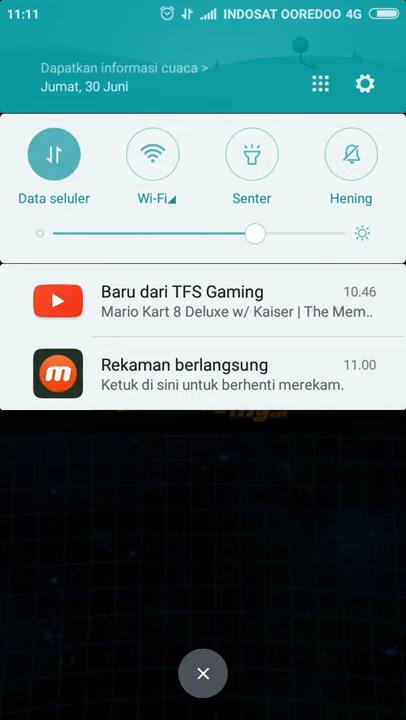 11:11 INDOSAT OOREDOO 4G
Dapatkan informasi cuaca >
Jumat, 30 Juni
Data seluler Wi-Fi Senter Hening
Baru dari TFS Gaming 10.46
Mario Kart 8 Deluxe w/ Kaiser | The Mem..
Rekaman berlangsung 11.00
Ketuk di sini untuk berhenti merekam.